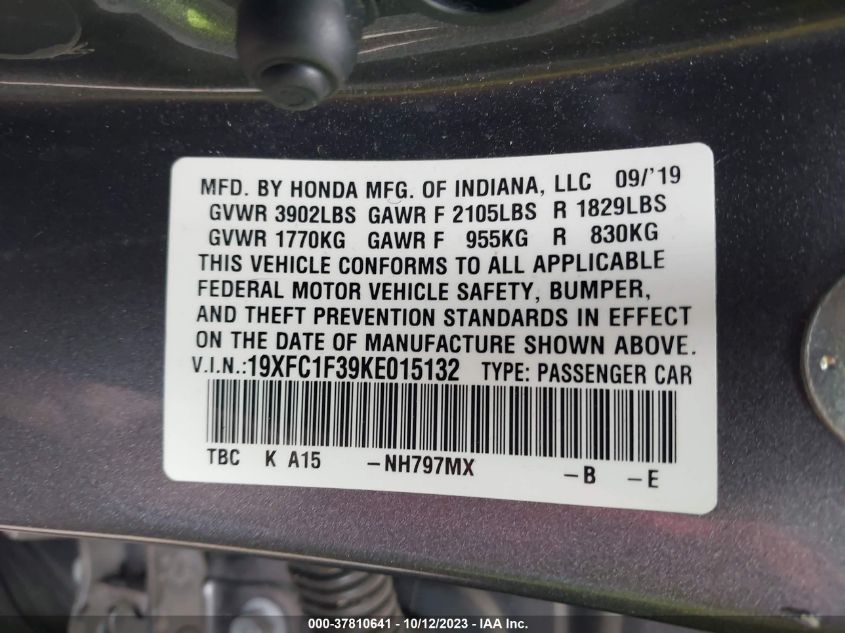 MFD. BY HONDA MFG. OF INDIANA, LLC 09/'19
GVWR 3902LBS GAWR F 2105LBS R 1829LBS
GVWR 1770KG GAWR F 955KG R 830KG
THIS VEHICLE CONFORMS TO ALL APPLICABLE
FEDERAL MOTOR VEHICLE SAFETY, BUMPER,
AND THEFT PREVENTION STANDARDS IN EFFECT
ON THE DATE OF MANUFACTURE SHOWN ABOVE.
V.I.N.:19XFC1F39KE015132 TYPE: PASSENGER CAR
TBC K A15 -NH797MX -B -E
000-37810641 - 10/12/2023 - IAA Inc.